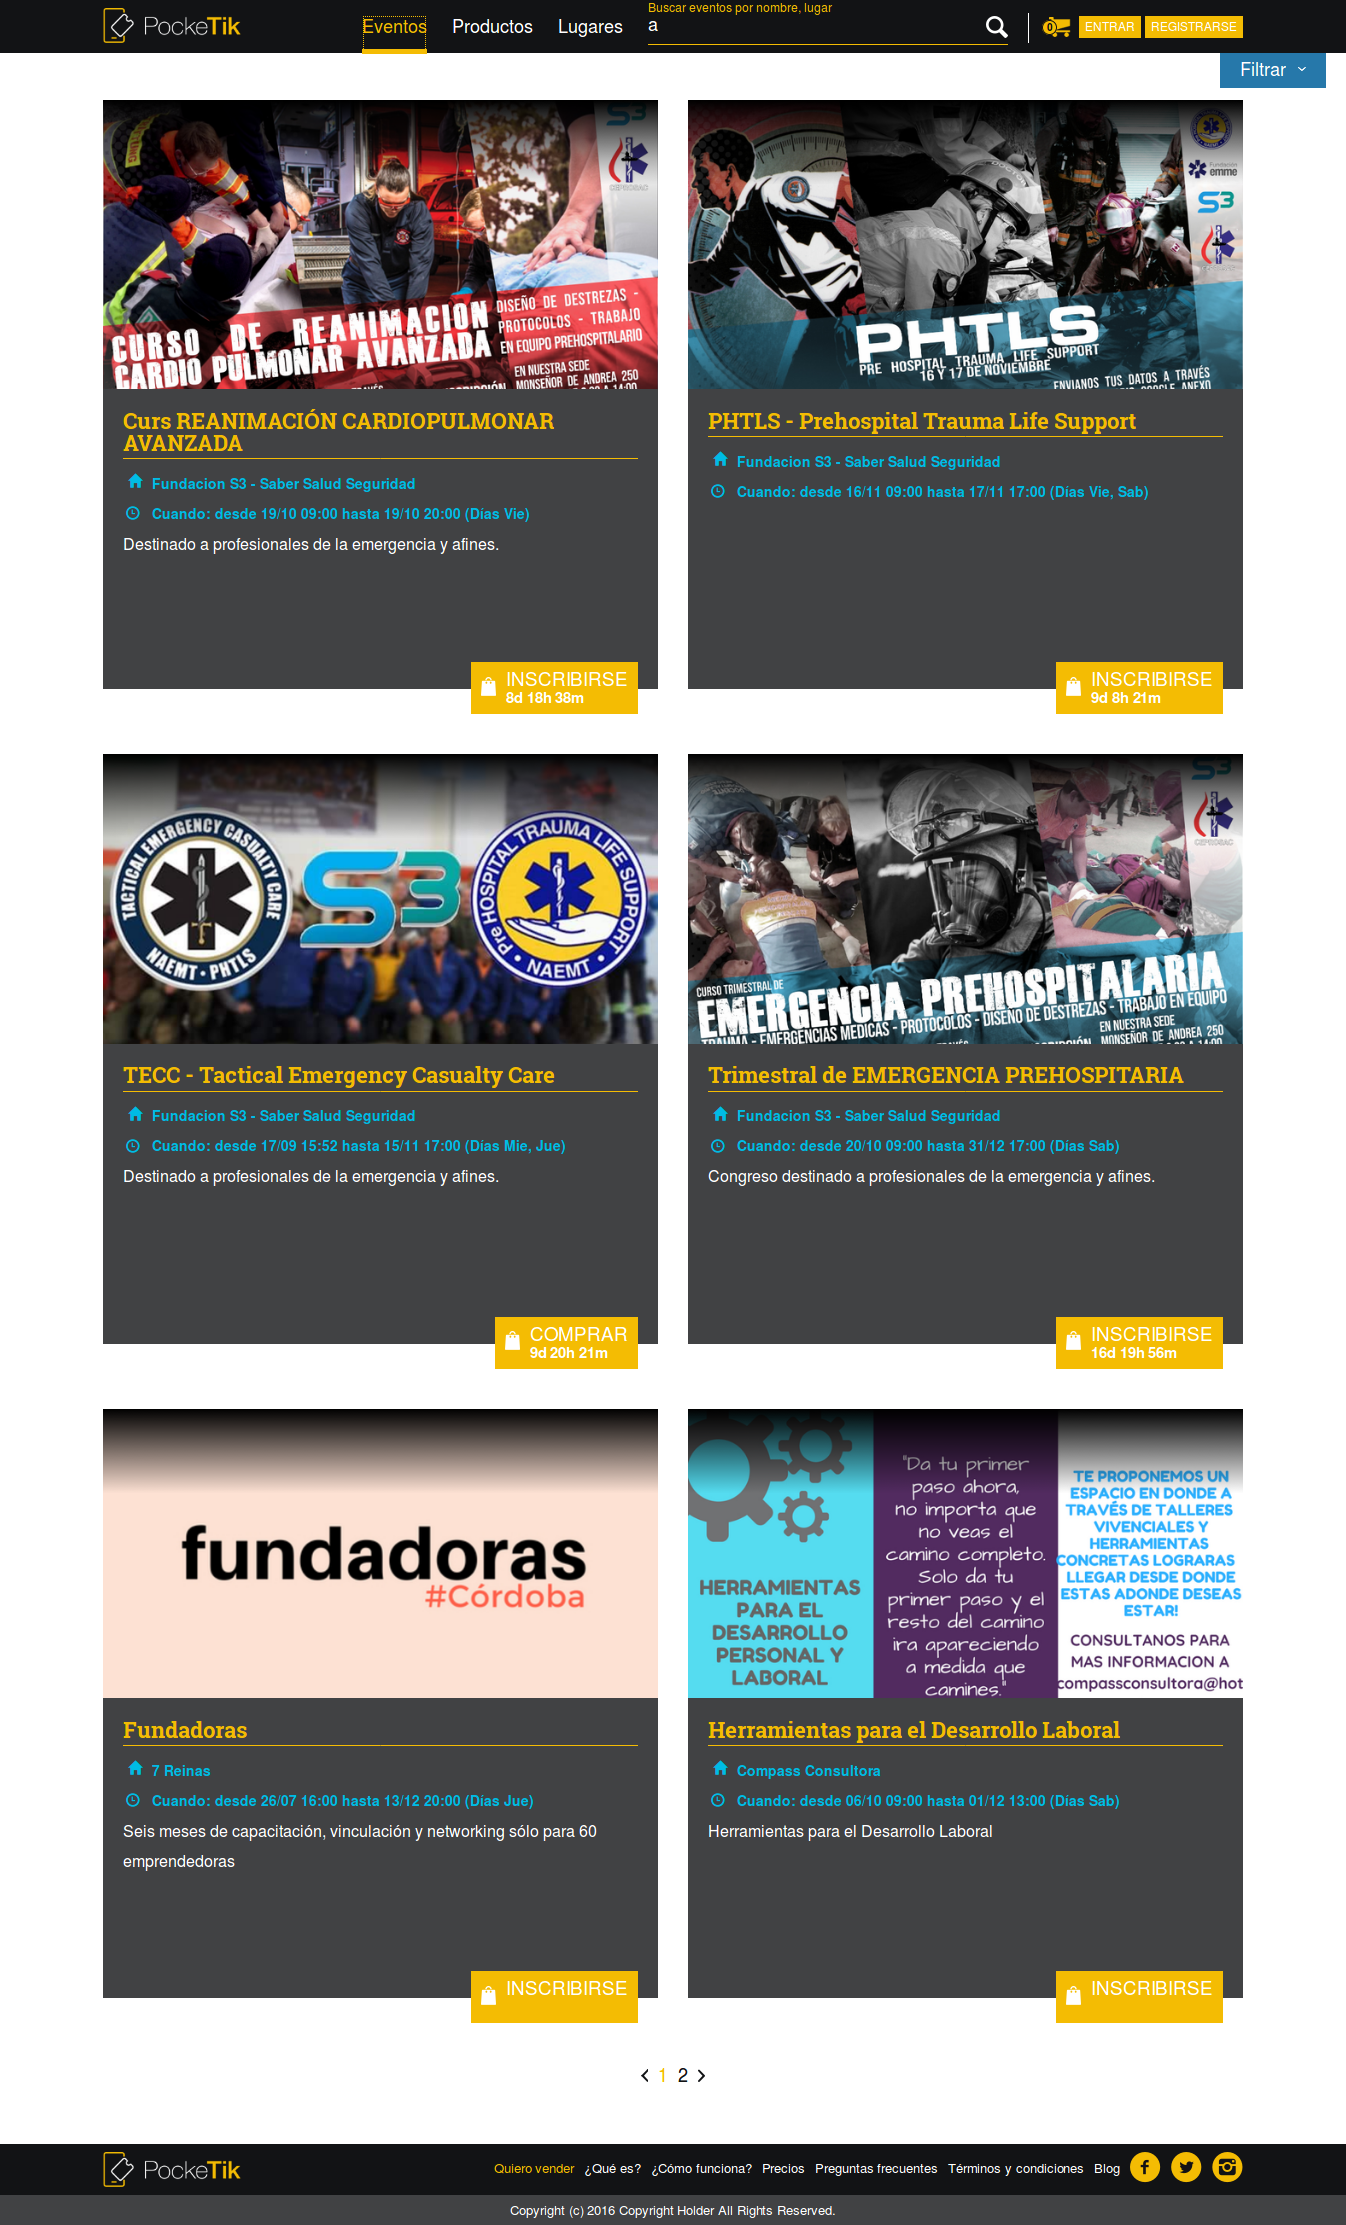 PockeTik
Eventos
Productos
Lugares
Buscar eventos por nombre, lugar
a
0
ENTRAR
REGISTRARSE
Filtrar
S3
CEPROSAC
CURSO DE REANIMACIÓN
CARDIO PULMONAR AVANZADA
DISEÑO DE DESTREZAS -
PROTOCOLOS - TRABAJO
EN EQUIPO PREHOSPITALARIO
EN NUESTRA SEDE
MONSEÑOR DE ANDREA 250
Curs REANIMACIÓN CARDIOPULMONAR
AVANZADA
Fundacion S3 - Saber Salud Seguridad
Cuando: desde 19/10 09:00 hasta 19/10 20:00 (Días Vie)
Destinado a profesionales de la emergencia y afines.
INSCRIBIRSE
8d 18h 38m
Fundación
emme
S3
PHTLS
PRE HOSPITAL TRAUMA LIFE SUPPORT
16 Y 17 DE NOVIEMBRE
ENVIANOS TUS DATOS A TRAVÉS
PHTLS - Prehospital Trauma Life Support
Fundacion S3 - Saber Salud Seguridad
Cuando: desde 16/11 09:00 hasta 17/11 17:00 (Días Vie, Sab)
INSCRIBIRSE
9d 8h 21m
TACTICAL EMERGENCY CASUALTY CARE
NAEMT • PHTLS
S3
Pre HOSPITAL TRAUMA LIFE SUPPORT
NAEMT
TECC - Tactical Emergency Casualty Care
Fundacion S3 - Saber Salud Seguridad
Cuando: desde 17/09 15:52 hasta 15/11 17:00 (Días Mie, Jue)
Destinado a profesionales de la emergencia y afines.
COMPRAR
9d 20h 21m
S3
CEPROSAC
CURSO TRIMESTRAL DE
EMERGENCIA PREHOSPITALARIA
TRAUMA - EMERGENCIAS MEDICAS - PROTOCOLOS - DISEÑO DE DESTREZAS - TRABAJO EN EQUIPO
EN NUESTRA SEDE
MONSEÑOR DE ANDREA 250
Trimestral de EMERGENCIA PREHOSPITARIA
Fundacion S3 - Saber Salud Seguridad
Cuando: desde 20/10 09:00 hasta 31/12 17:00 (Días Sab)
Congreso destinado a profesionales de la emergencia y afines.
INSCRIBIRSE
16d 19h 56m
fundadoras
#Córdoba
Fundadoras
7 Reinas
Cuando: desde 26/07 16:00 hasta 13/12 20:00 (Días Jue)
Seis meses de capacitación, vinculación y networking sólo para 60
emprendedoras
INSCRIBIRSE
HERRAMIENTAS
PARA EL
DESARROLLO
PERSONAL Y
LABORAL
"Da tu primer
paso ahora,
no importa que
no veas el
camino completo.
Solo da tu
primer paso y el
resto del camino
ira apareciendo
a medida que
camines."
TE PROPONEMOS UN
ESPACIO EN DONDE A
TRAVÉS DE TALLERES
VIVENCIALES Y
HERRAMIENTAS
CONCRETAS LOGRARAS
LLEGAR DESDE DONDE
ESTAS ADONDE DESEAS
ESTAR!
CONSULTANOS PARA
MAS INFORMACION A
compassconsultora@hot
Herramientas para el Desarrollo Laboral
Compass Consultora
Cuando: desde 06/10 09:00 hasta 01/12 13:00 (Días Sab)
Herramientas para el Desarrollo Laboral
INSCRIBIRSE
1 2
PockeTik
Quiero vender
¿Qué es?
¿Cómo funciona?
Precios
Preguntas frecuentes
Términos y condiciones
Blog
Copyright (c) 2016 Copyright Holder All Rights Reserved.